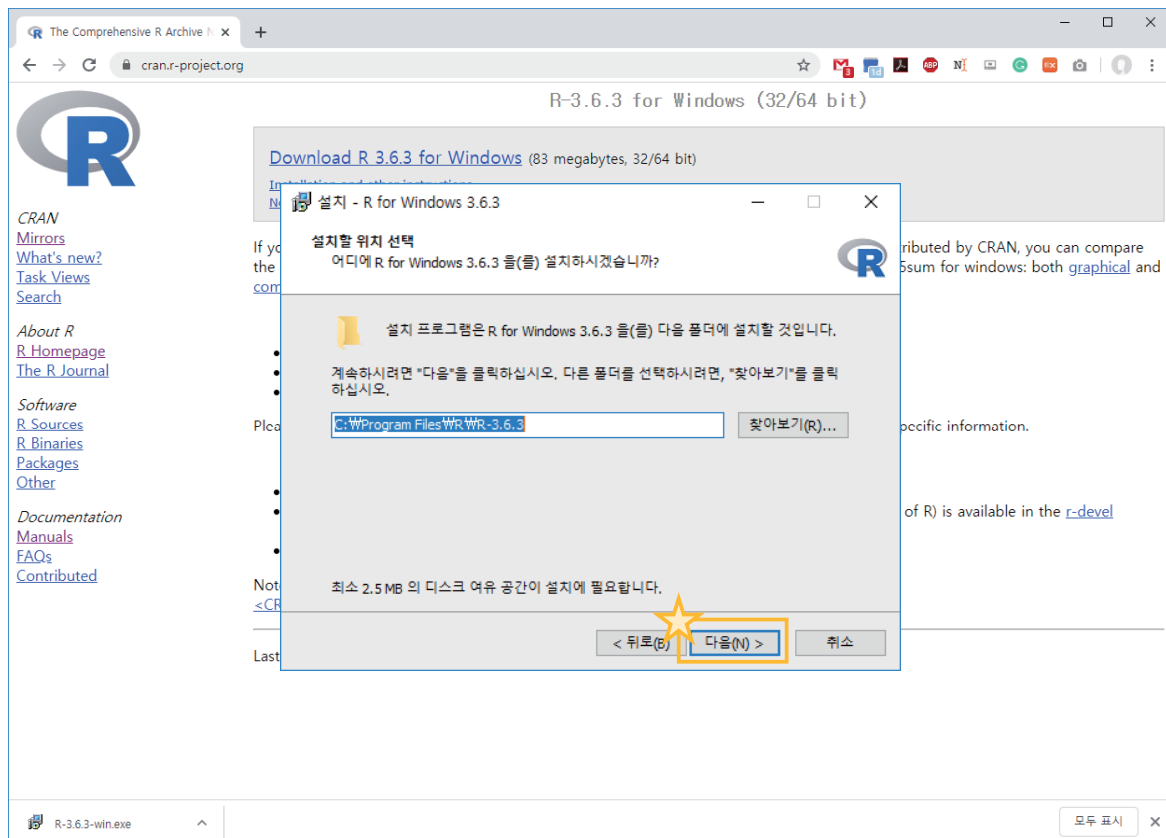 The Comprehensive R Archive N
cran.r-project.org
3
1d
ABP
R
R-3.6.3 for Windows (32/64 bit)
Download R 3.6.3 for Windows (83 megabytes, 32/64 bit)
CRAN
Mirrors
What's new?
Task Views
Search
About R
R Homepage
The R Journal
Software
R Sources
R Binaries
Packages
Other
Documentation
Manuals
FAQs
Contributed
If yo
ributed by CRAN, you can compare
the
5sum for windows: both graphical and
com
Plea
pecific information.
of R) is available in the r-devel
Not
<CR
Last
설치 - R for Windows 3.6.3
설치할 위치 선택
어디에 R for Windows 3.6.3 을(를) 설치하시겠습니까?
R
설치 프로그램은 R for Windows 3.6.3 을(를) 다음 폴더에 설치할 것입니다.
계속하시려면 "다음"을 클릭하십시오. 다른 폴더를 선택하시려면, "찾아보기"를 클릭
하십시오.
C:₩Program Files₩R₩R-3.6.3
찾아보기(R)...
최소 2.5 MB 의 디스크 여유 공간이 설치에 필요합니다.
< 뒤로(B)
다음(N) >
취소
R-3.6.3-win.exe
모두 표시